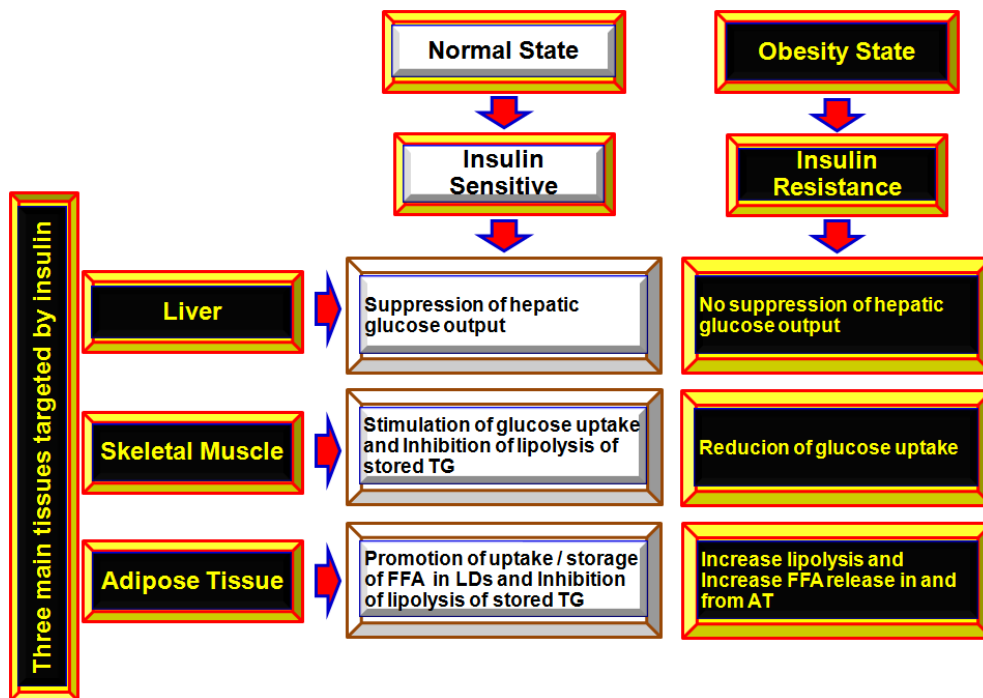 Normal State
Obesity State
Insulin
Sensitive
Insulin
Resistance
Three main tissues targeted by insulin
Liver
Suppression of hepatic
glucose output
No suppression of hepatic
glucose output
Skeletal Muscle
Stimulation of glucose uptake
and Inhibition of lipolysis of
stored TG
Reducion of glucose uptake
Adipose Tissue
Promotion of uptake / storage
of FFA in LDs and Inhibition
of lipolysis of stored TG
Increase lipolysis and
Increase FFA release in and
from AT